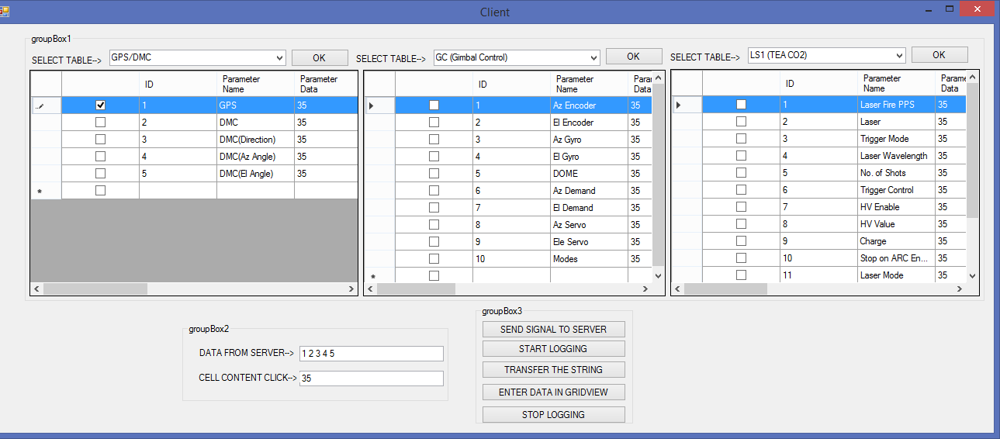 Client
groupBox1
SELECT TABLE--> GPS/DMC OK SELECT TABLE--> GC (Gimbal Control) OK SELECT TABLE--> LS1 (TEA CO2) OK
ID Parameter Name Parameter Data
1 GPS 35
2 DMC 35
3 DMC(Direction) 35
4 DMC(Az Angle) 35
5 DMC(El Angle) 35
*
ID Parameter Name Para Data
1 Az Encoder 35
2 El Encoder 35
3 Az Gyro 35
4 El Gyro 35
5 DOME 35
6 Az Demand 35
7 El Demand 35
8 Az Servo 35
9 Ele Servo 35
10 Modes 35
*
ID Parameter Name Parame Data
1 Laser Fire PPS 35
2 Laser 35
3 Trigger Mode 35
4 Laser Wavelength 35
5 No. of Shots 35
6 Trigger Control 35
7 HV Enable 35
8 HV Value 35
9 Charge 35
10 Stop on ARC En... 35
11 Laser Mode 35
groupBox2
DATA FROM SERVER--> 1 2 3 4 5
CELL CONTENT CLICK--> 35
groupBox3
SEND SIGNAL TO SERVER
START LOGGING
TRANSFER THE STRING
ENTER DATA IN GRIDVIEW
STOP LOGGING